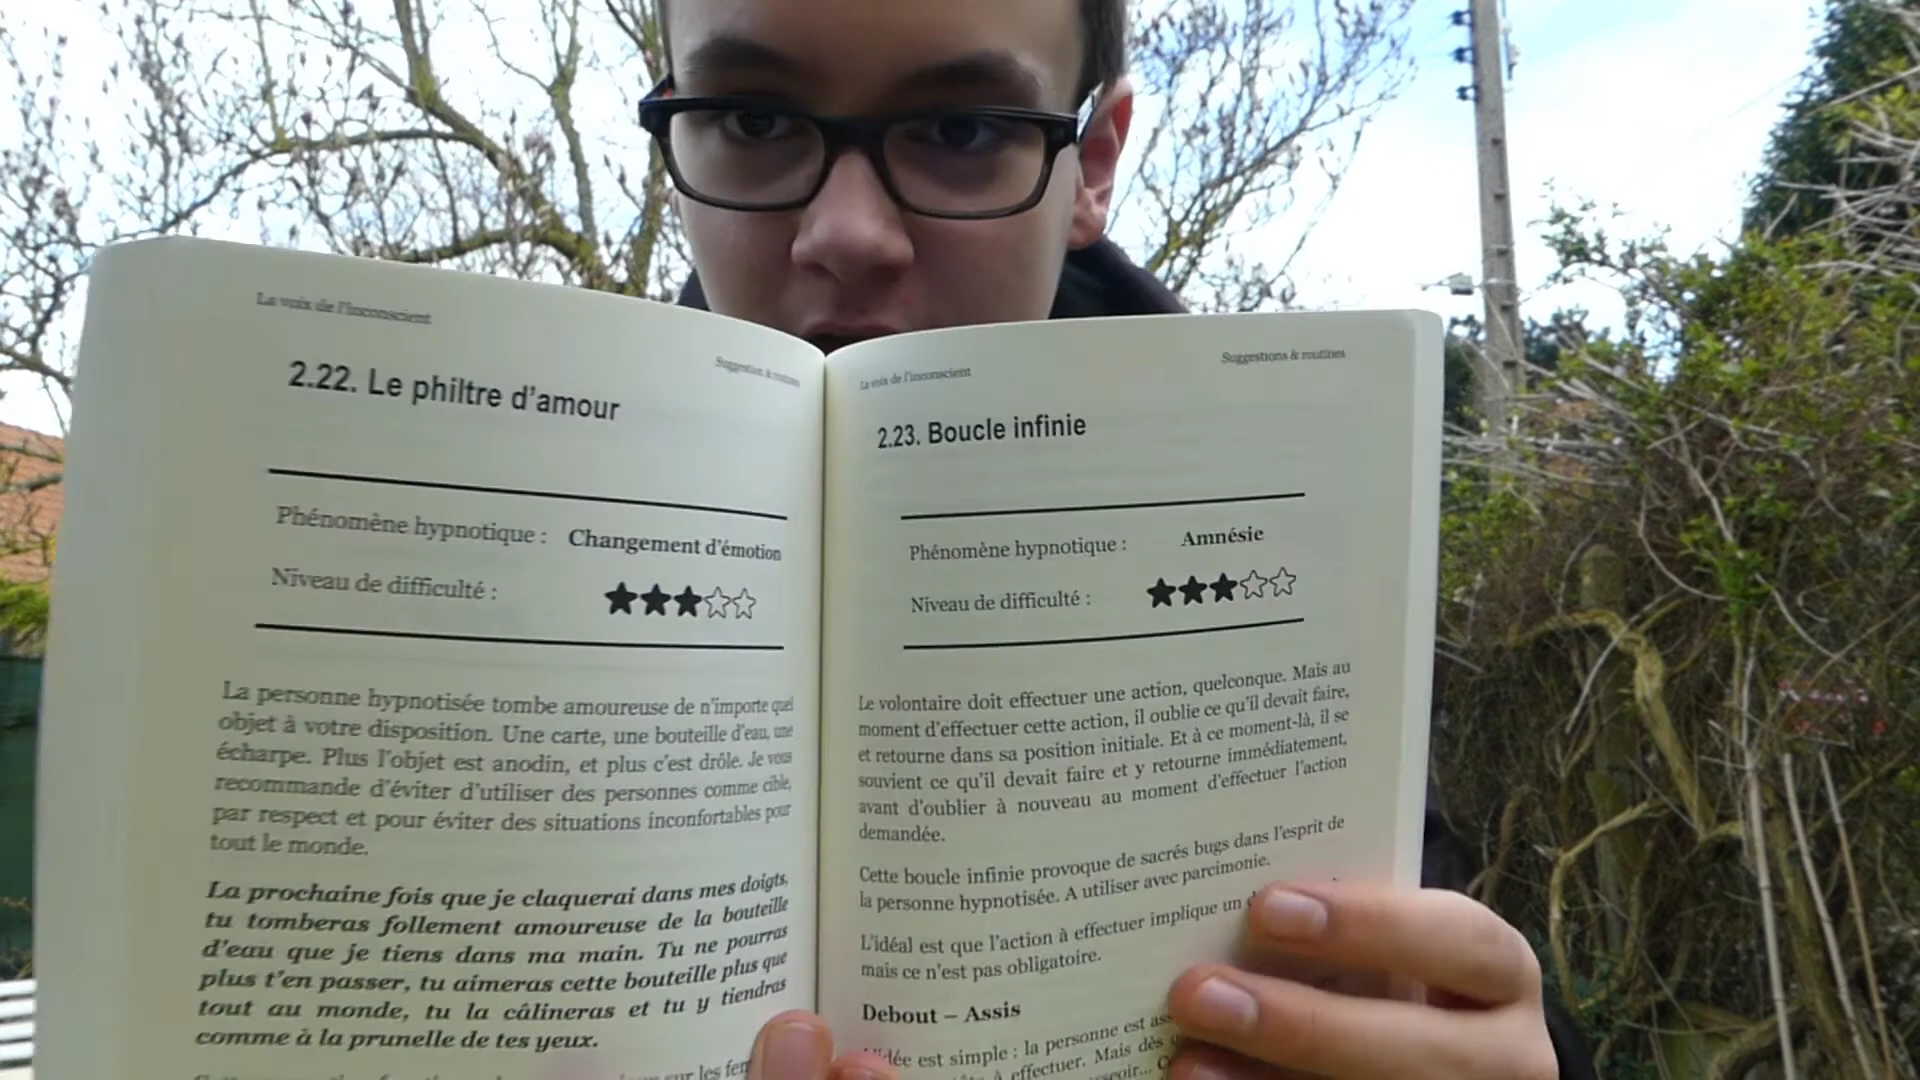 La voix de l'inconscient
Suggestion & routines
2.22. Le philtre d'amour
Phénomène hypnotique : Changement d'émotion
Niveau de difficulté :
La personne hypnotisée tombe amoureuse de n'importe quel
objet à votre disposition. Une carte, une bouteille d'eau, une
écharpe. Plus l'objet est anodin, et plus c'est drôle. Je vous
recommande d'éviter d'utiliser des personnes comme cible,
par respect et pour éviter des situations inconfortables pour
tout le monde.
La prochaine fois que je claquerai dans mes doigts,
tu tomberas follement amoureuse de la bouteille
d'eau que je tiens dans ma main. Tu ne pourras
plus t'en passer, tu aimeras cette bouteille plus que
tout au monde, tu la câlineras et tu y tiendras
comme à la prunelle de tes yeux.
sur les
La voix de l'inconscient
Suggestions & routines
2.23. Boucle infinie
Phénomène hypnotique : Amnésie
Niveau de difficulté :
Le volontaire doit effectuer une action, quelconque. Mais au
moment d'effectuer cette action, il oublie ce qu'il devait faire,
et retourne dans sa position initiale. Et à ce moment-là, il se
souvient ce qu'il devait faire et y retourne immédiatement,
avant d'oublier à nouveau au moment d'effectuer l'action
demandée.
Cette boucle infinie provoque de sacrés bugs dans l'esprit de
la personne hypnotisée. A utiliser avec parcimonie.
L'idéal est que l'action à effectuer implique un
mais ce n'est pas obligatoire.
Debout – Assis
est simple : la personne est
à effectuer. Mais dès